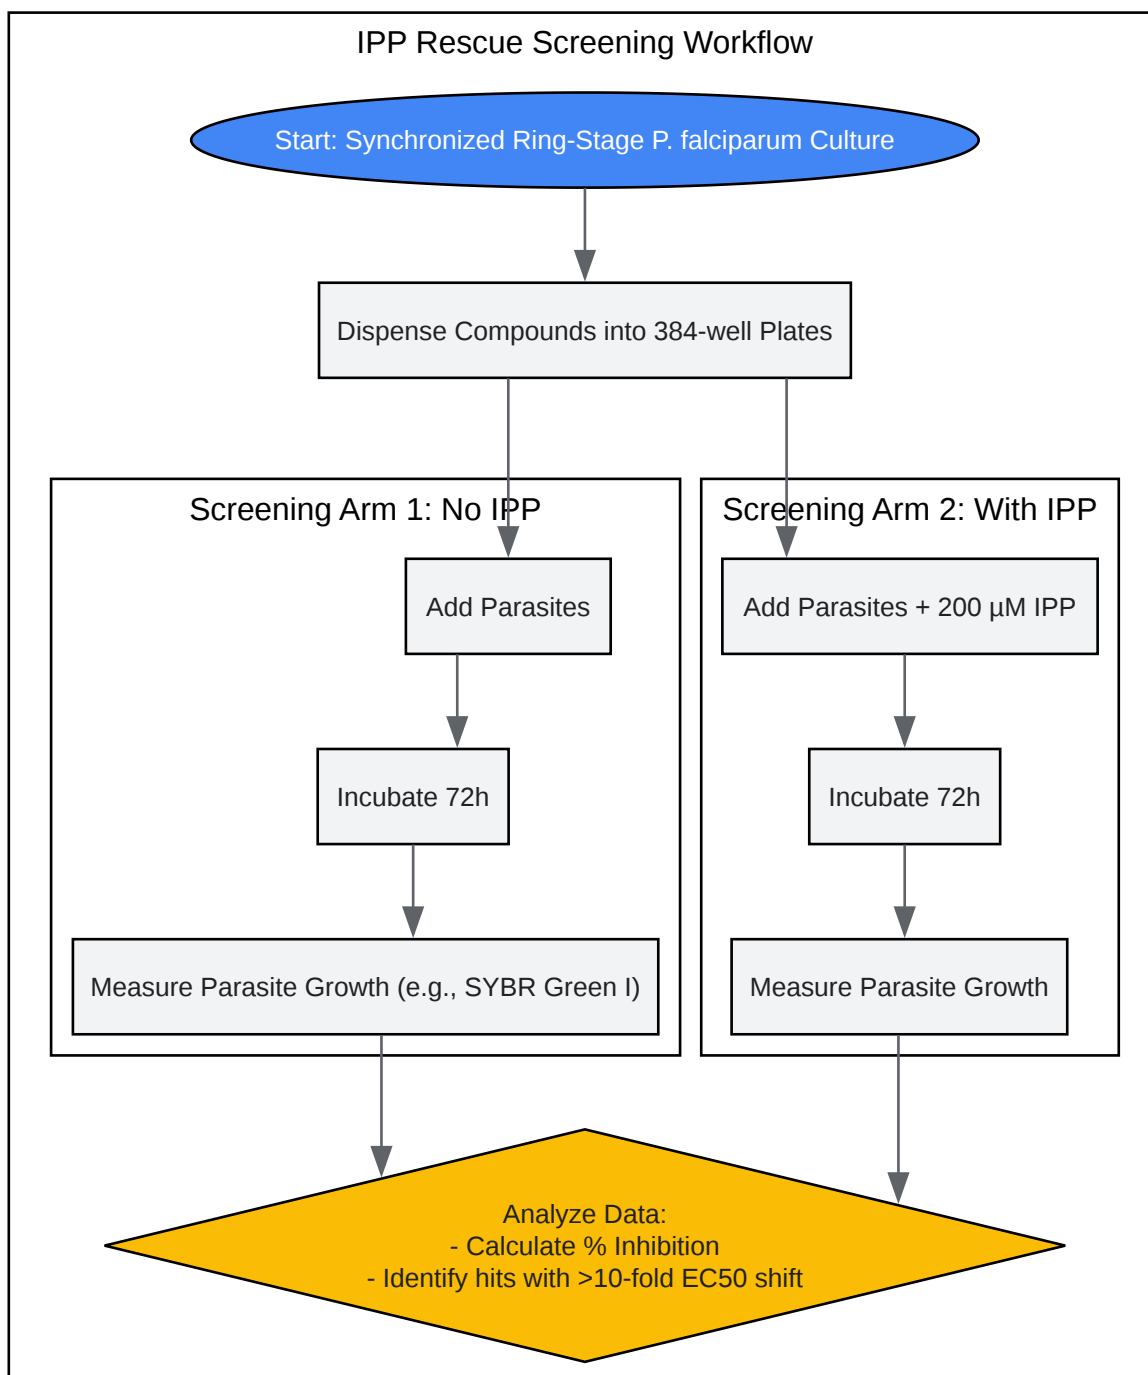 IPP Rescue Screening Workflow
Start: Synchronized Ring-Stage P. falciparum Culture
Dispense Compounds into 384-well Plates
Screening Arm 1: No IPP
Add Parasites
Incubate 72h
Measure Parasite Growth (e.g., SYBR Green I)
Screening Arm 2: With IPP
Add Parasites + 200 µM IPP
Incubate 72h
Measure Parasite Growth
Analyze Data:
- Calculate % Inhibition
- Identify hits with >10-fold EC50 shift